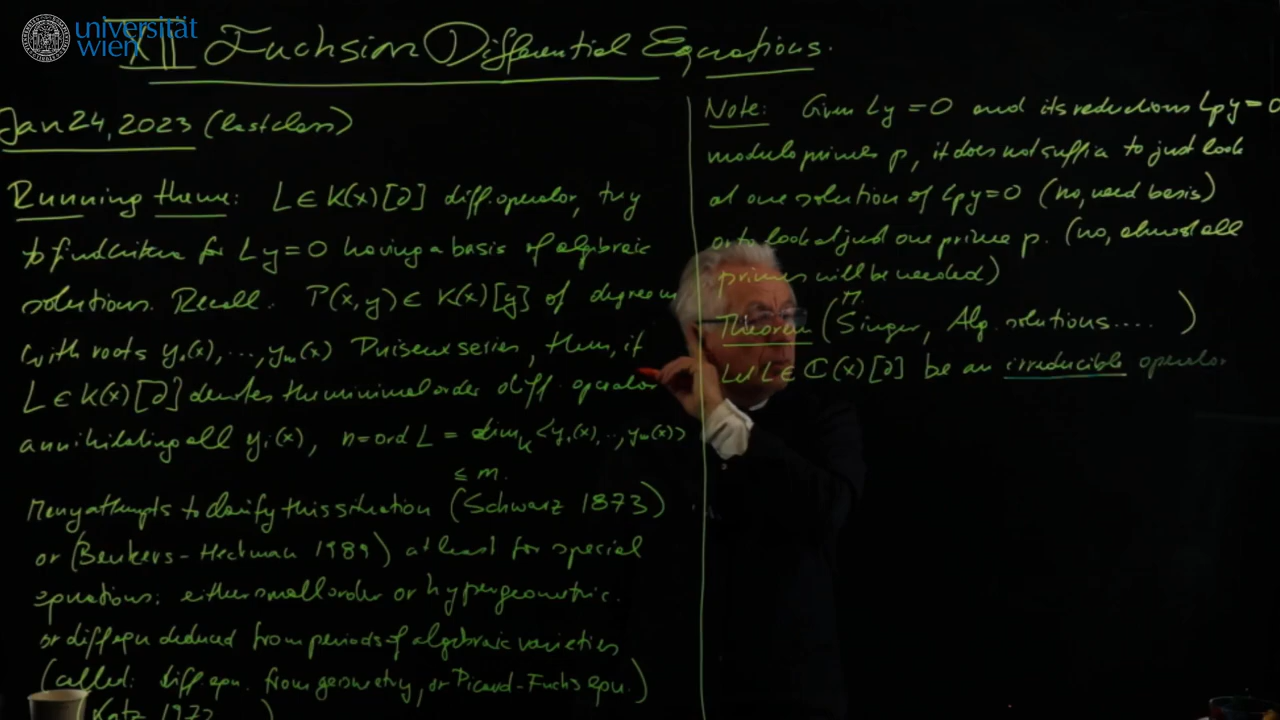 universität
wien
XII Fuchsian Differential Equations.
Jan 24, 2023 (last class)
Running theme: L ∈ K(x)[∂] diff. operator, try
to find criteria for Ly = 0 having a basis of algebraic
solutions. Recall: P(x,y) ∈ K(x)[y] of degree m
with roots y₁(x),...,yₘ(x) Puiseux series, then, if
L ∈ K(x)[∂] denotes the minimal order diff. operator
annihilating all yᵢ(x), n = ord L = dim_K <y₁(x),..,yₘ(x)>
≤ m.
Many attempts to clarify this situation (Schwarz 1873)
or (Beukers-Heckman 1989) at least for special
equations: either small order or hypergeometric.
or diff eqn deduced from periods of algebraic varieties
(called: diff. eqn. from geometry, or Picard-Fuchs eqn.)
Katz 1972 )
Note: Given Ly = 0 and its reductions Lₚy = 0
modulo primes p, it does not suffice to just look
at one solution of Lₚy = 0 (no, need basis)
or to look at just one prime p. (no, almost all
primes will be needed)
Theorem (M. Singer, Alg. solutions....)
Let L ∈ ℂ(x)[∂] be an irreducible operator